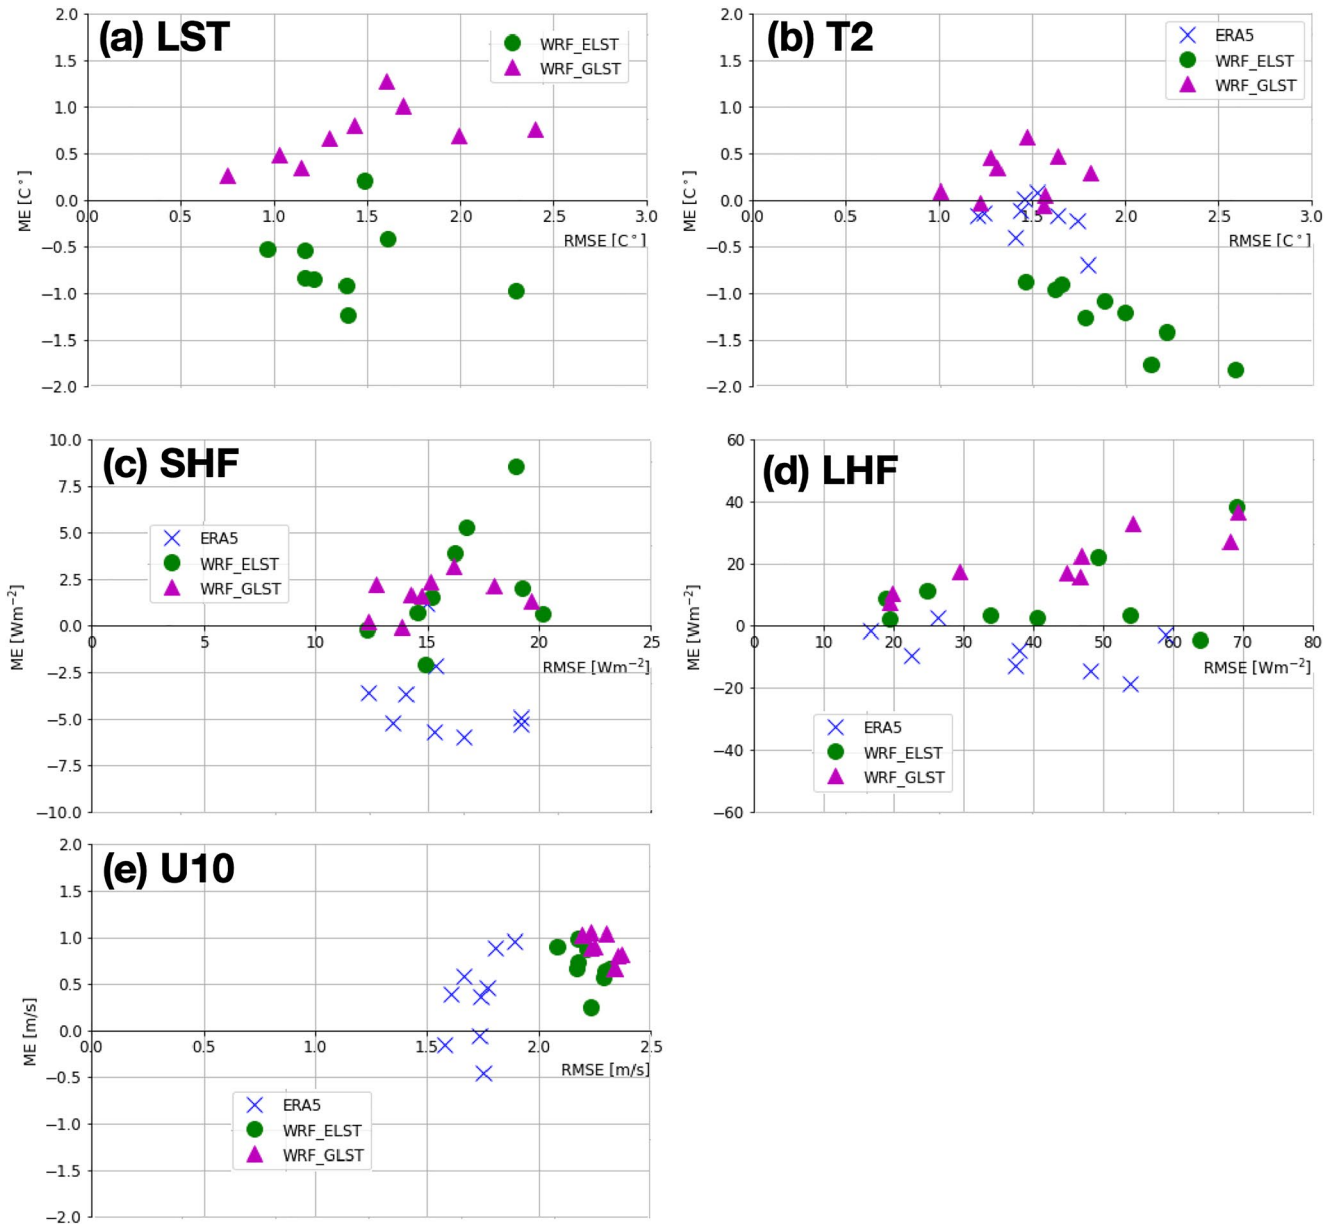 (a) LST
WRF_ELST
WRF_GLST
2.0
1.5
1.0
0.5
0.0
−0.5
−1.0
−1.5
−2.0
ME [C°]
0.0 0.5 1.0 1.5 2.0 2.5 3.0
RMSE [C°]
(b) T2
ERA5
WRF_ELST
WRF_GLST
2.0
1.5
1.0
0.5
0.0
−0.5
−1.0
−1.5
−2.0
ME [C°]
0.0 0.5 1.0 1.5 2.0 2.5 3.0
RMSE [C°]
(c) SHF
ERA5
WRF_ELST
WRF_GLST
10.0
7.5
5.0
2.5
0.0
−2.5
−5.0
−7.5
−10.0
ME [Wm⁻²]
0 5 10 15 20 25
RMSE [Wm⁻²]
(d) LHF
60
40
20
0
−20
−40
−60
ME [Wm⁻²]
0 10 20 30 40 50 60 70 80
RMSE [Wm⁻²]
ERA5
WRF_ELST
WRF_GLST
(e) U10
2.0
1.5
1.0
0.5
0.0
−0.5
−1.0
−1.5
−2.0
ME [m/s]
0.0 0.5 1.0 1.5 2.0 2.5
RMSE [m/s]
ERA5
WRF_ELST
WRF_GLST